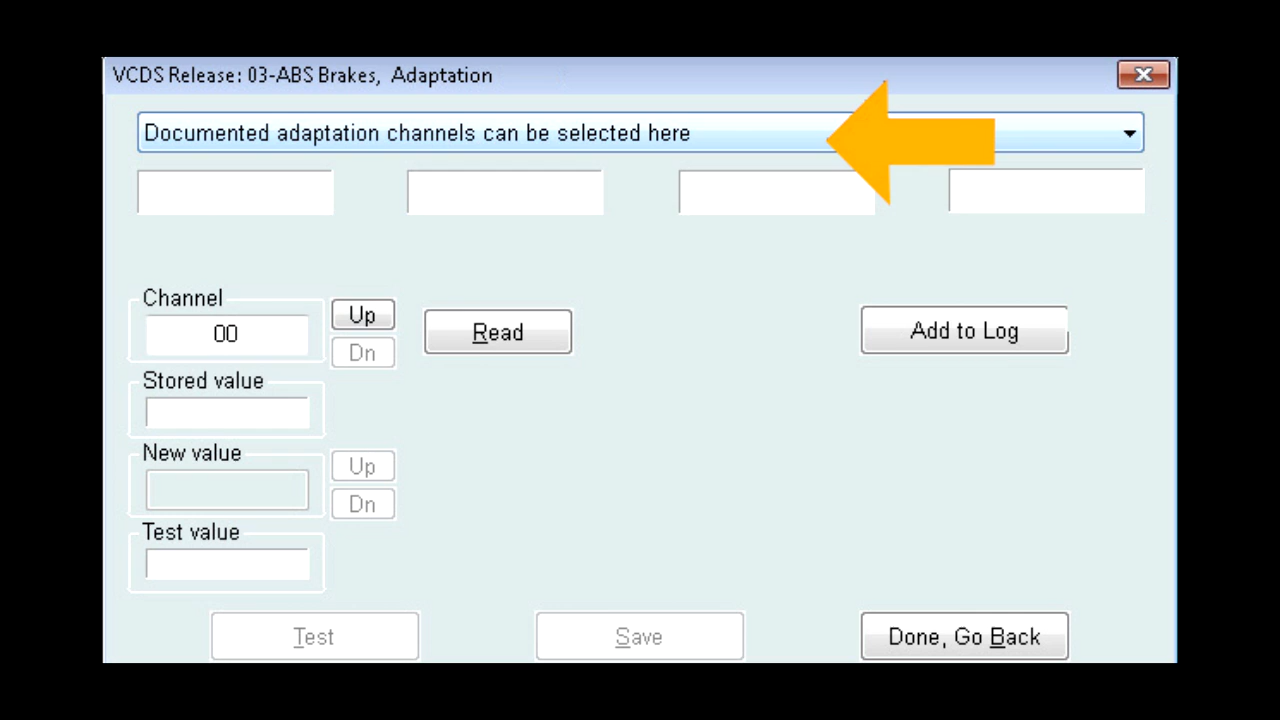 VCDS Release: 03-ABS Brakes, Adaptation
Documented adaptation channels can be selected here
Channel
00
Up
Dn
Read
Add to Log
Stored value
New value
Up
Dn
Test value
Test
Save
Done, Go Back